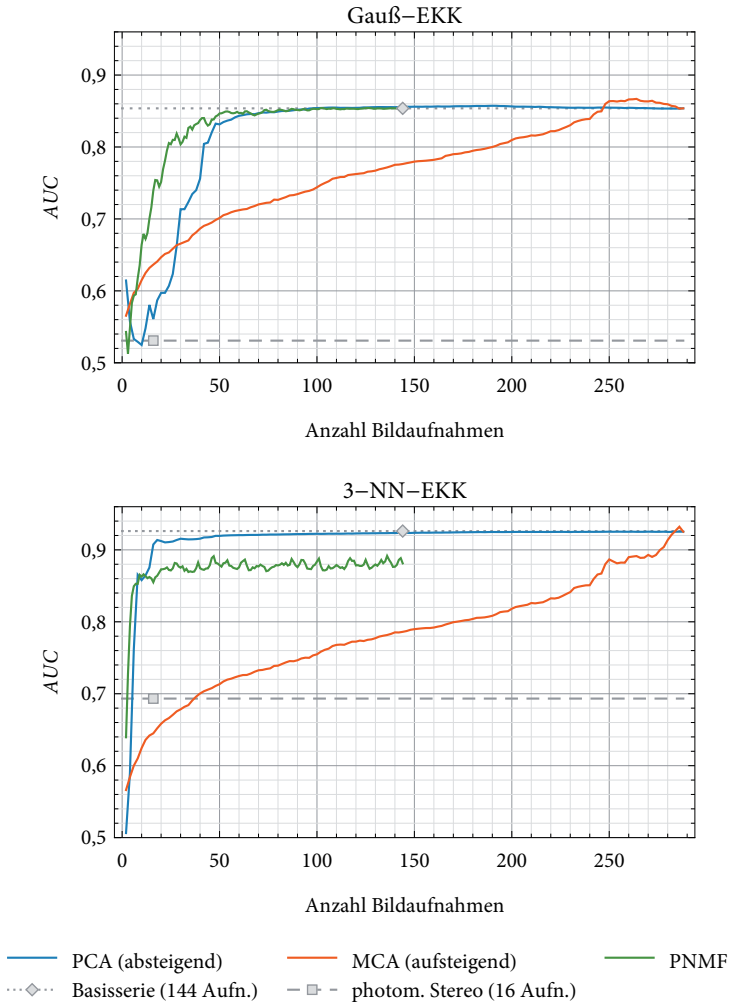 Gauß–EKK
0,9
0,8
0,7
0,6
0,5
AUC
0 50 100 150 200 250
Anzahl Bildaufnahmen
3–NN–EKK
0,9
0,8
0,7
0,6
0,5
AUC
0 50 100 150 200 250
Anzahl Bildaufnahmen
PCA (absteigend) MCA (aufsteigend) PNMF
Basisserie (144 Aufn.) photom. Stereo (16 Aufn.)